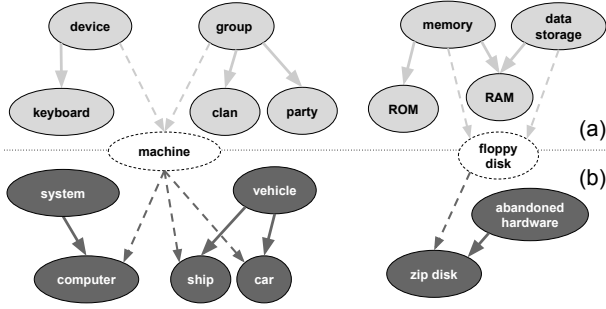 device
group
memory
data
storage
keyboard
clan
party
ROM
RAM
(a)
machine
floppy
disk
(b)
system
vehicle
abandoned
hardware
computer
ship
car
zip disk